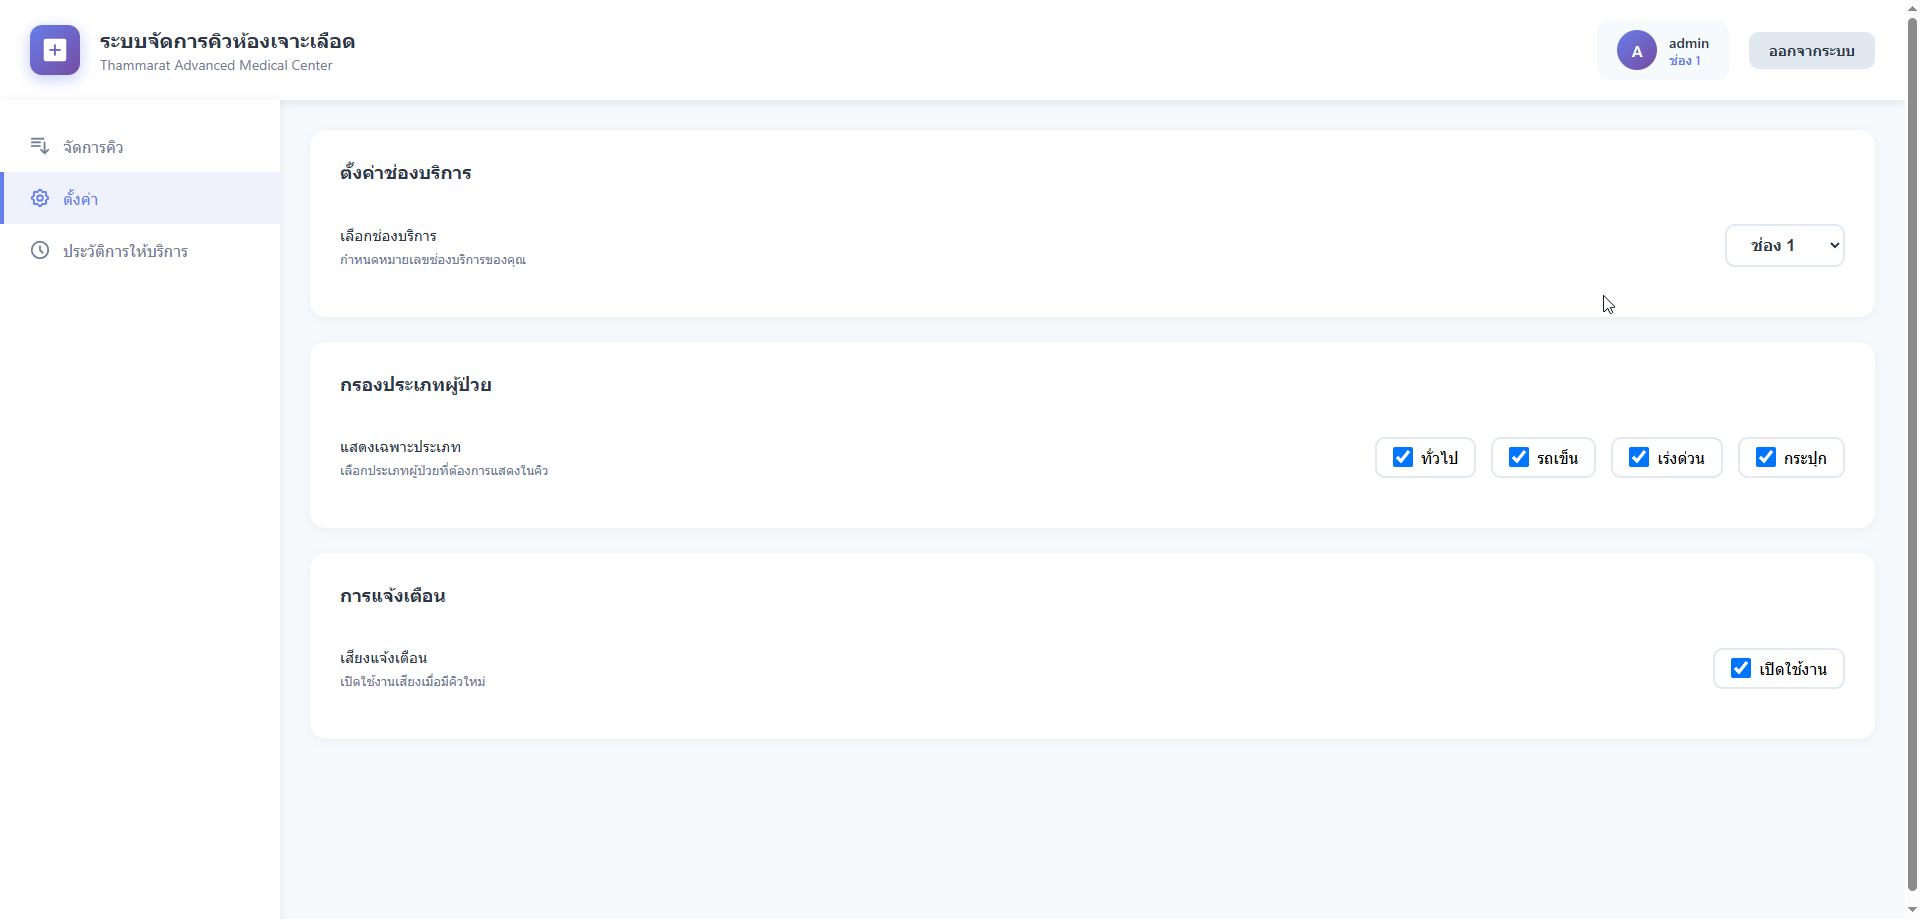 ระบบจัดการคิวห้องเจาะเลือด
Thammarat Advanced Medical Center
A
admin
ช่อง 1
ออกจากระบบ
จัดการคิว
ตั้งค่า
ประวัติการให้บริการ
ตั้งค่าช่องบริการ
เลือกช่องบริการ
กำหนดหมายเลขช่องบริการของคุณ
ช่อง 1
กรองประเภทผู้ป่วย
แสดงเฉพาะประเภท
เลือกประเภทผู้ป่วยที่ต้องการแสดงในคิว
ทั่วไป
รถเข็น
เร่งด่วน
กระปุก
การแจ้งเตือน
เสียงแจ้งเตือน
เปิดใช้งานเสียงเมื่อมีคิวใหม่
เปิดใช้งาน